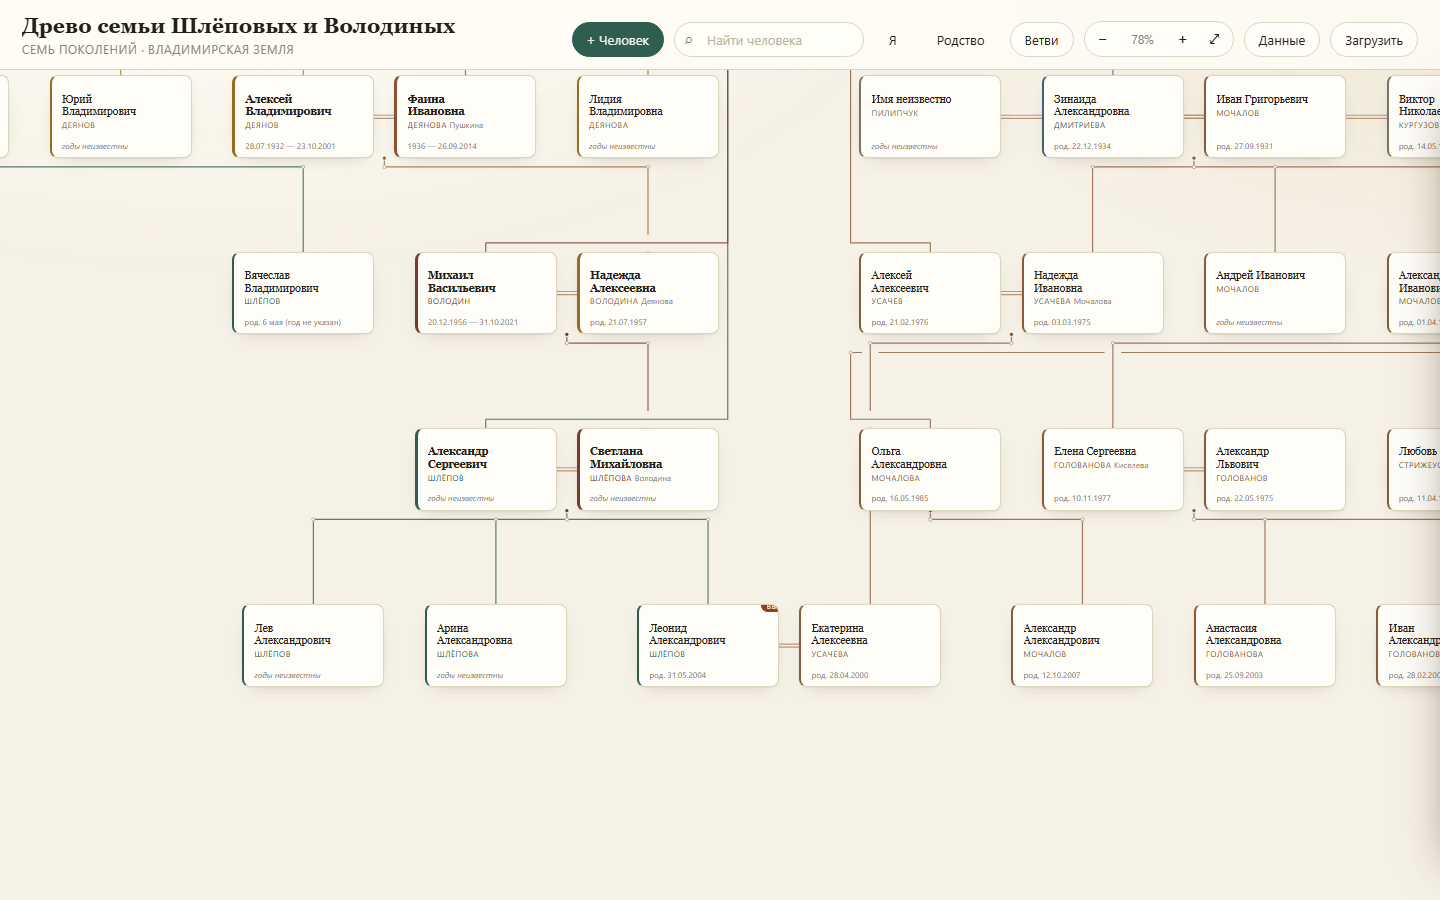 Древо семьи Шлёповых и Володиных
СЕМЬ ПОКОЛЕНИЙ · ВЛАДИМИРСКАЯ ЗЕМЛЯ
+ Человек
Найти человека
Я
Родство
Ветви
− 78% +
Данные
Загрузить
Юрий
Владимирович
ДЕЯНОВ
годы неизвестны
Алексей
Владимирович
ДЕЯНОВ
28.07.1932 — 23.10.2001
Фаина
Ивановна
ДЕЯНОВА Пушкина
1936 — 26.09.2014
Лидия
Владимировна
ДЕЯНОВА
годы неизвестны
Имя неизвестно
ПИЛИПЧУК
годы неизвестны
Зинаида
Александровна
ДМИТРИЕВА
род. 22.12.1934
Иван Григорьевич
МОЧАЛОВ
род. 27.09.1931
Виктор
Николае
КУРГУЗОВ
род. 14.05.
Вячеслав
Владимирович
ШЛЁПОВ
род. 6 мая (год не указан)
Михаил
Васильевич
ВОЛОДИН
20.12.1956 — 31.10.2021
Надежда
Алексеевна
ВОЛОДИНА Деянова
род. 21.07.1957
Алексей
Алексеевич
УСАЧЕВ
род. 21.02.1976
Надежда
Ивановна
УСАЧЕВА Мочалова
род. 03.03.1975
Андрей Иванович
МОЧАЛОВ
годы неизвестны
Алексан
Иванови
МОЧАЛОВ
род. 01.04.
Александр
Сергеевич
ШЛЁПОВ
годы неизвестны
Светлана
Михайловна
ШЛЁПОВА Володина
годы неизвестны
Ольга
Александровна
МОЧАЛОВА
род. 16.05.1985
Елена Сергеевна
ГОЛОВАНОВА Киселева
род. 10.11.1977
Александр
Львович
ГОЛОВАНОВ
род. 22.05.1975
Любовь
СТРИЖЕУС
род. 11.04.
Лев
Александрович
ШЛЁПОВ
годы неизвестны
Арина
Александровна
ШЛЁПОВА
годы неизвестны
Леонид
Александрович
ШЛЁПОВ
род. 31.05.2004
Екатерина
Алексеевна
УСАЧЕВА
род. 28.04.2000
Александр
Александрович
МОЧАЛОВ
род. 12.10.2007
Анастасия
Александровна
ГОЛОВАНОВА
род. 25.09.2003
Иван
Александр
ГОЛОВАНОВ
род. 28.02.200